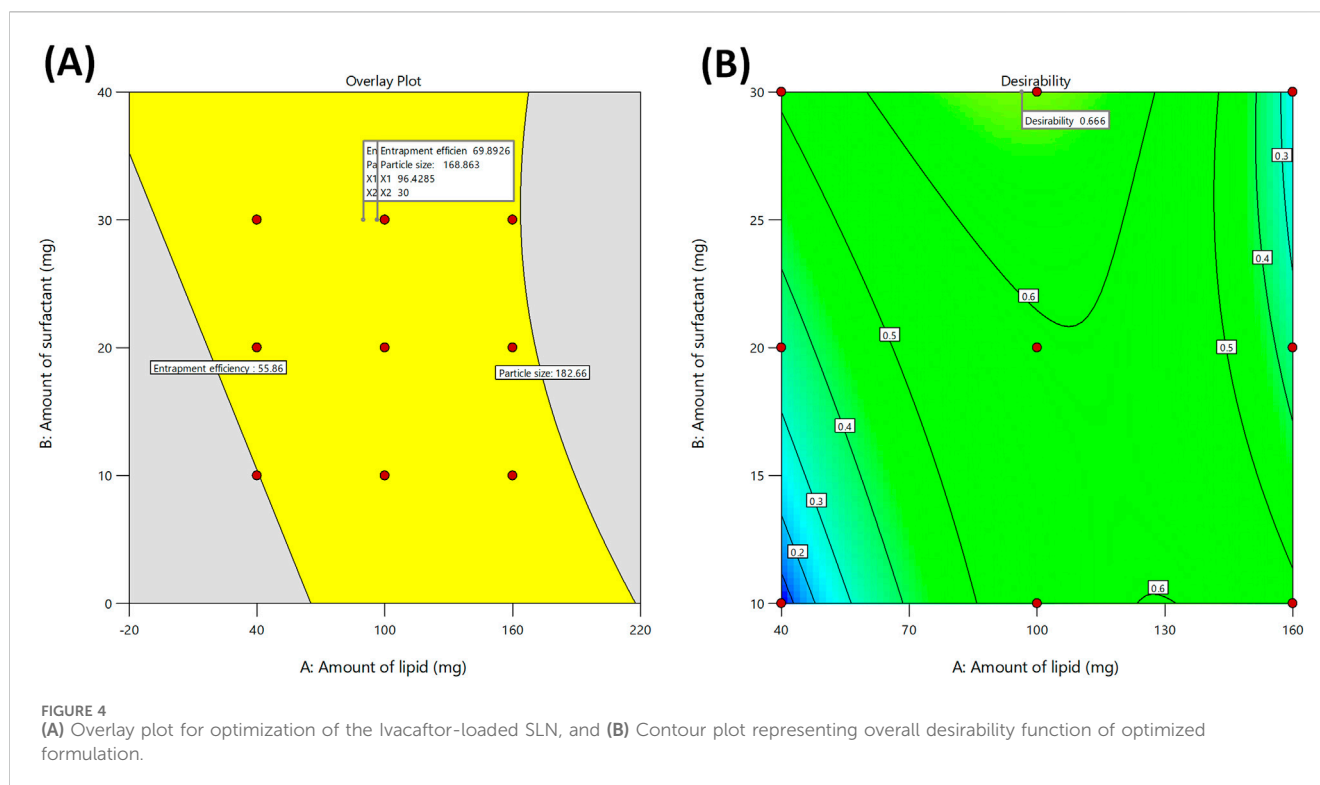 (A)
Overlay Plot
B: Amount of surfactant (mg)
40
30
20
10
0
-20
40
100
160
220
A: Amount of lipid (mg)
En Entrapment efficien 69.8926
Pa Particle size: 168.863
X1 X1 96.4285
X2 X2 30
Entrapment efficiency : 55.86
Particle size: 182.66
(B)
Desirability
B: Amount of surfactant (mg)
30
25
20
15
10
40
70
100
130
160
A: Amount of lipid (mg)
Desirability 0.666
0.3
0.4
0.6
0.5
0.5
0.4
0.3
0.2
0.6
FIGURE 4
(A) Overlay plot for optimization of the Ivacaftor-loaded SLN, and (B) Contour plot representing overall desirability function of optimized
formulation.